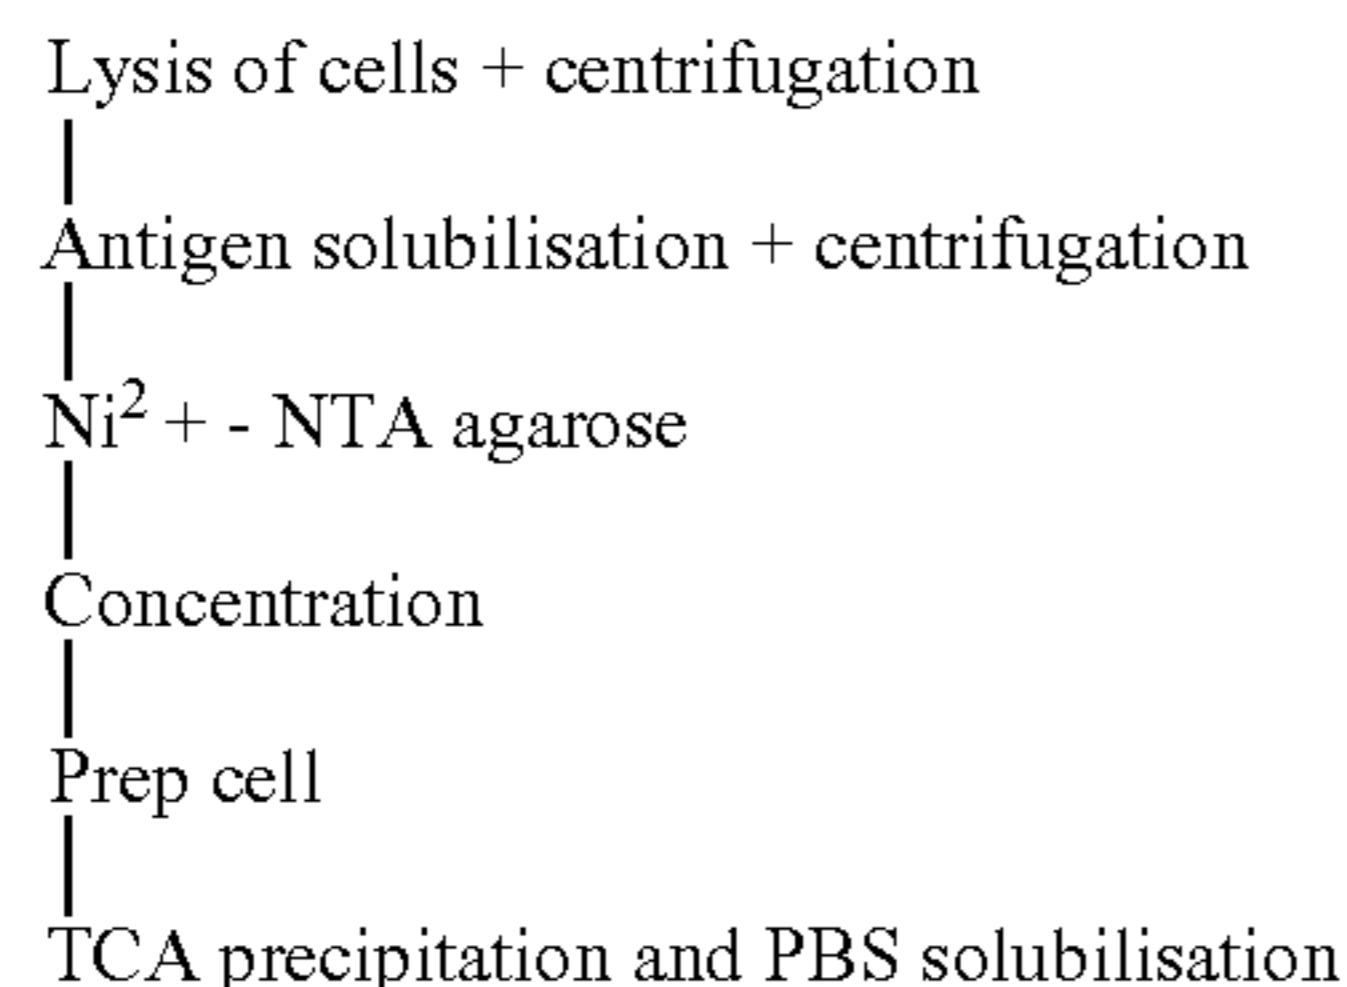 Lysis of cells + centrifugation
Antigen solubilisation + centrifugation
Ni² + - NTA agarose
Concentration
Prep cell
TCA precipitation and PBS solubilisation